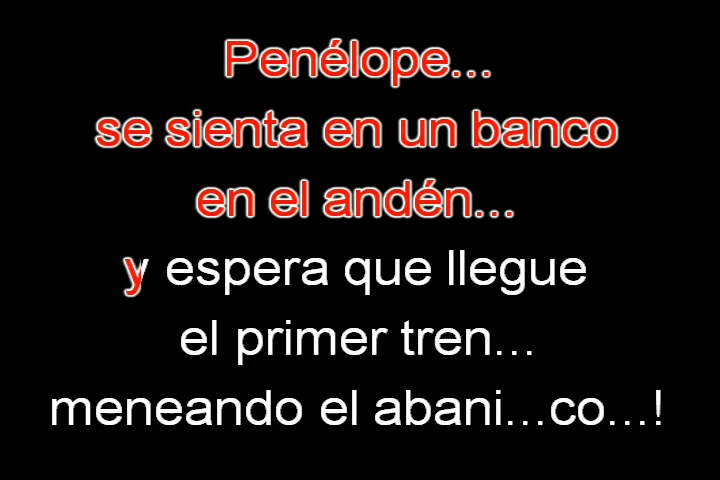 Penélope...
se sienta en un banco
en el andén...
y espera que llegue
el primer tren...
meneando el abani...co...!